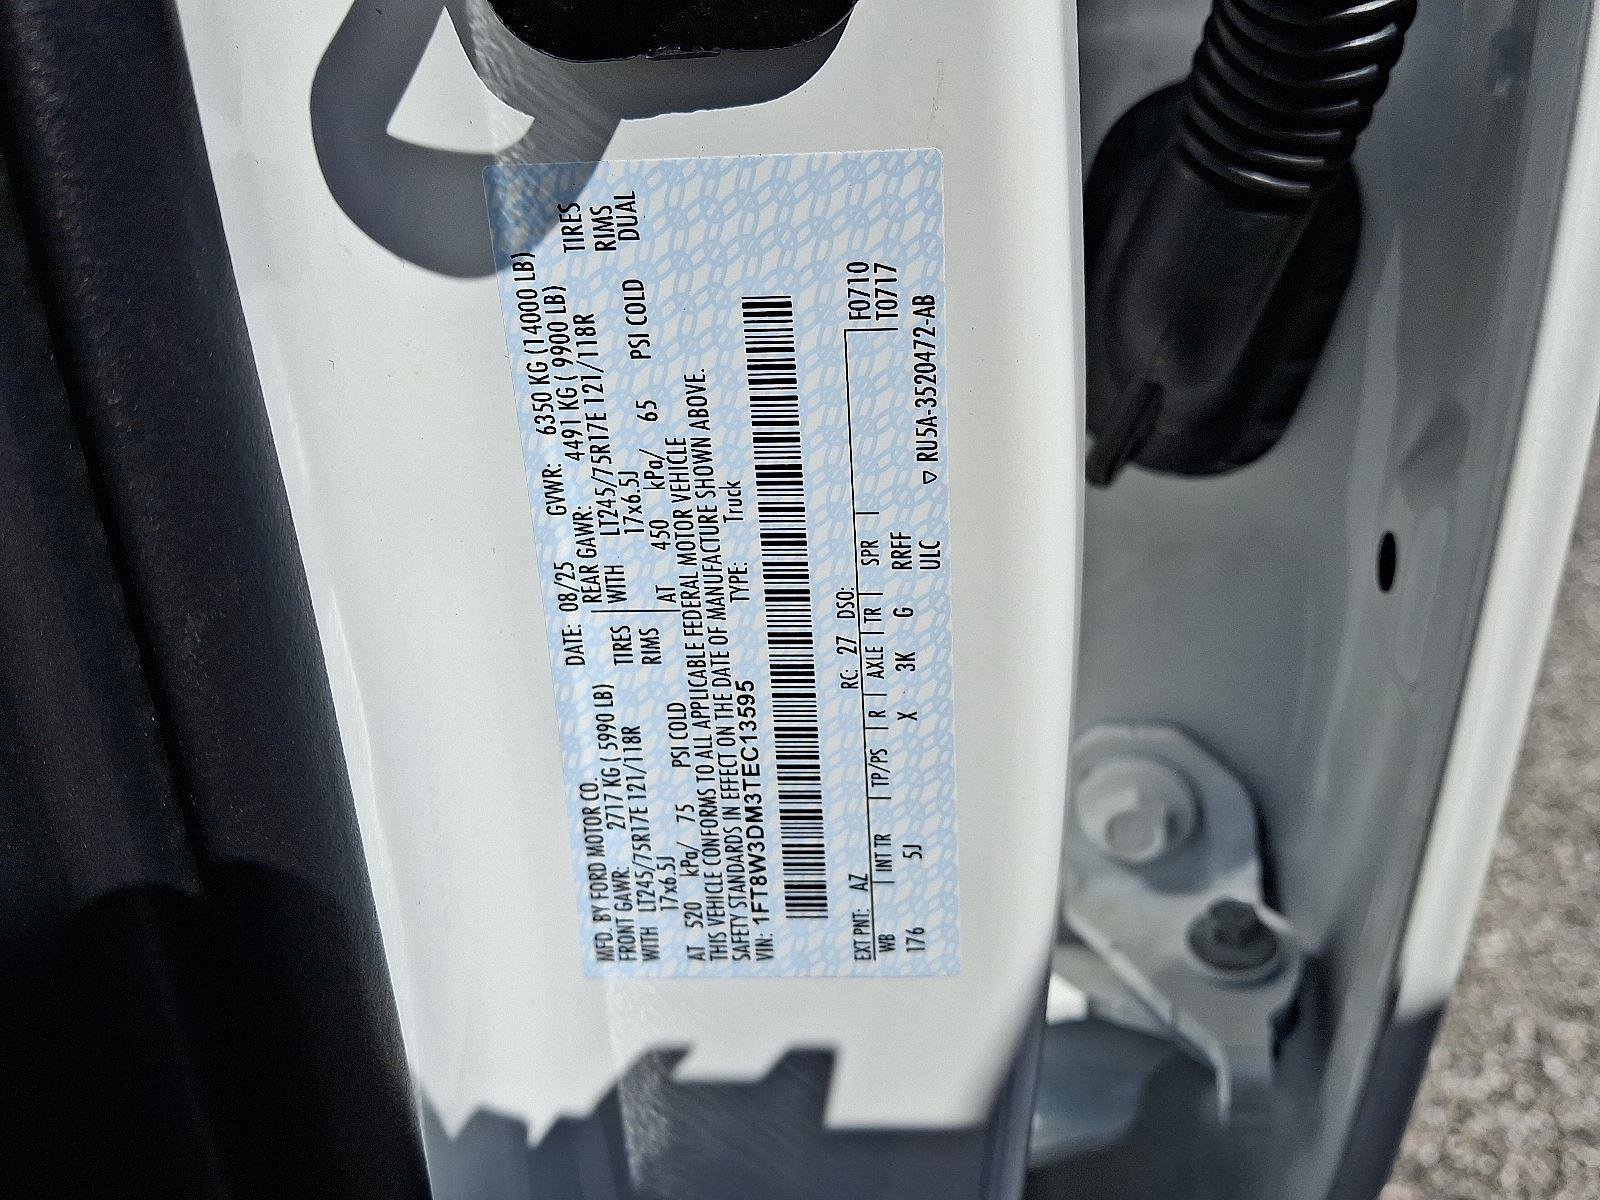 MFD. BY FORD MOTOR CO. DATE: 08/25 GVWR: 6350 KG (14000 LB)
FRONT GAWR: 2717 KG ( 5990 LB) REAR GAWR: 4491 KG ( 9900 LB)
WITH LT245/75R17E 121/118R TIRES WITH LT245/75R17E 121/118R TIRES
17x6.5J RIMS 17x6.5J RIMS
AT 520 kPa/ 75 PSI COLD AT 450 kPa/ 65 PSI COLD DUAL
THIS VEHICLE CONFORMS TO ALL APPLICABLE FEDERAL MOTOR VEHICLE
SAFETY STANDARDS IN EFFECT ON THE DATE OF MANUFACTURE SHOWN ABOVE.
VIN: 1FT8W3DM3TEC13595 TYPE: Truck
EXT PNT: AZ RC: 27 DSO: F0710
WB INT TR TP/PS R AXLE TR SPR T0717
176 5J X 3K G RRFF
ULC ▽ RU5A-3520472-AB